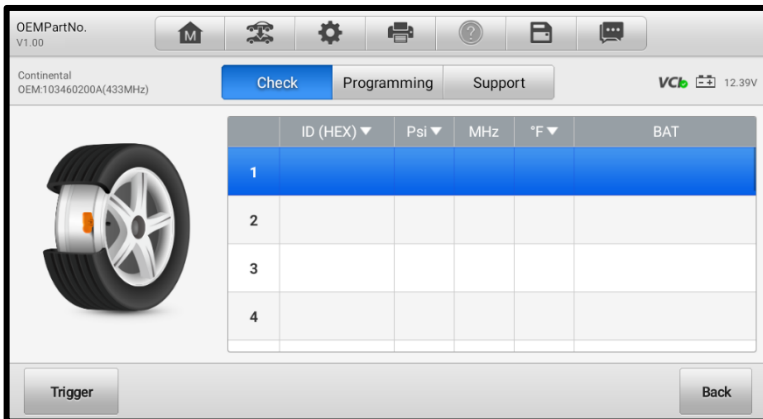 OEMPartNo.
V1.00
M
Continental
OEM:103460200A(433MHz)
Check Programming Support
VCI 12.39V
ID (HEX) ▼ Psi ▼ MHz °F ▼ BAT
1
2
3
4
Trigger Back